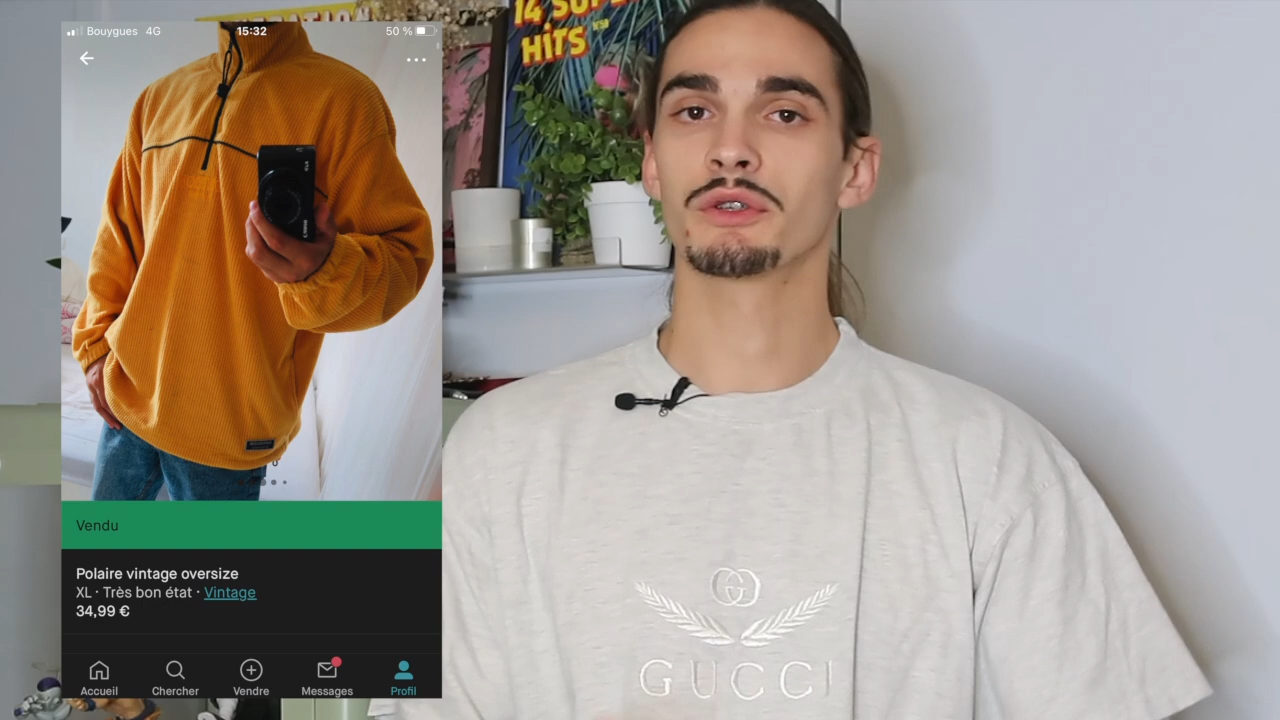 Bouygues 4G
15:32
50 %
Vendu
Polaire vintage oversize
XL · Très bon état · Vintage
34,99 €
Accueil
Chercher
Vendre
Messages
Profil
14 SUPER
HiTS
GUCCI